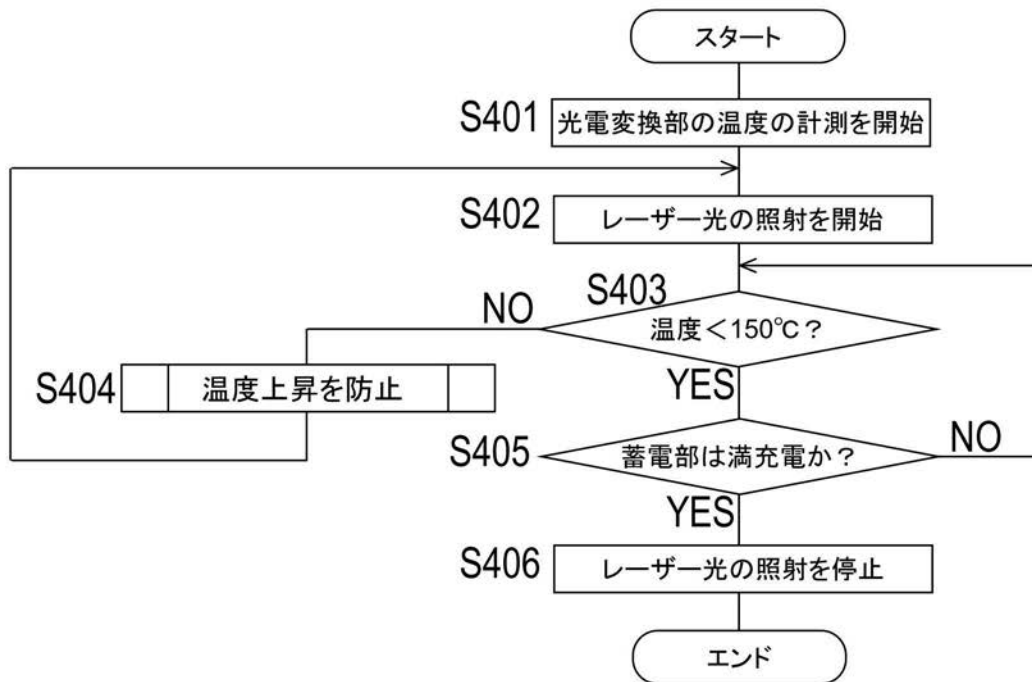 スタート
S401
光電変換部の温度の計測を開始
S402
レーザー光の照射を開始
S403
温度＜150℃？
NO
YES
S404
温度上昇を防止
S405
蓄電部は満充電か？
NO
YES
S406
レーザー光の照射を停止
エンド